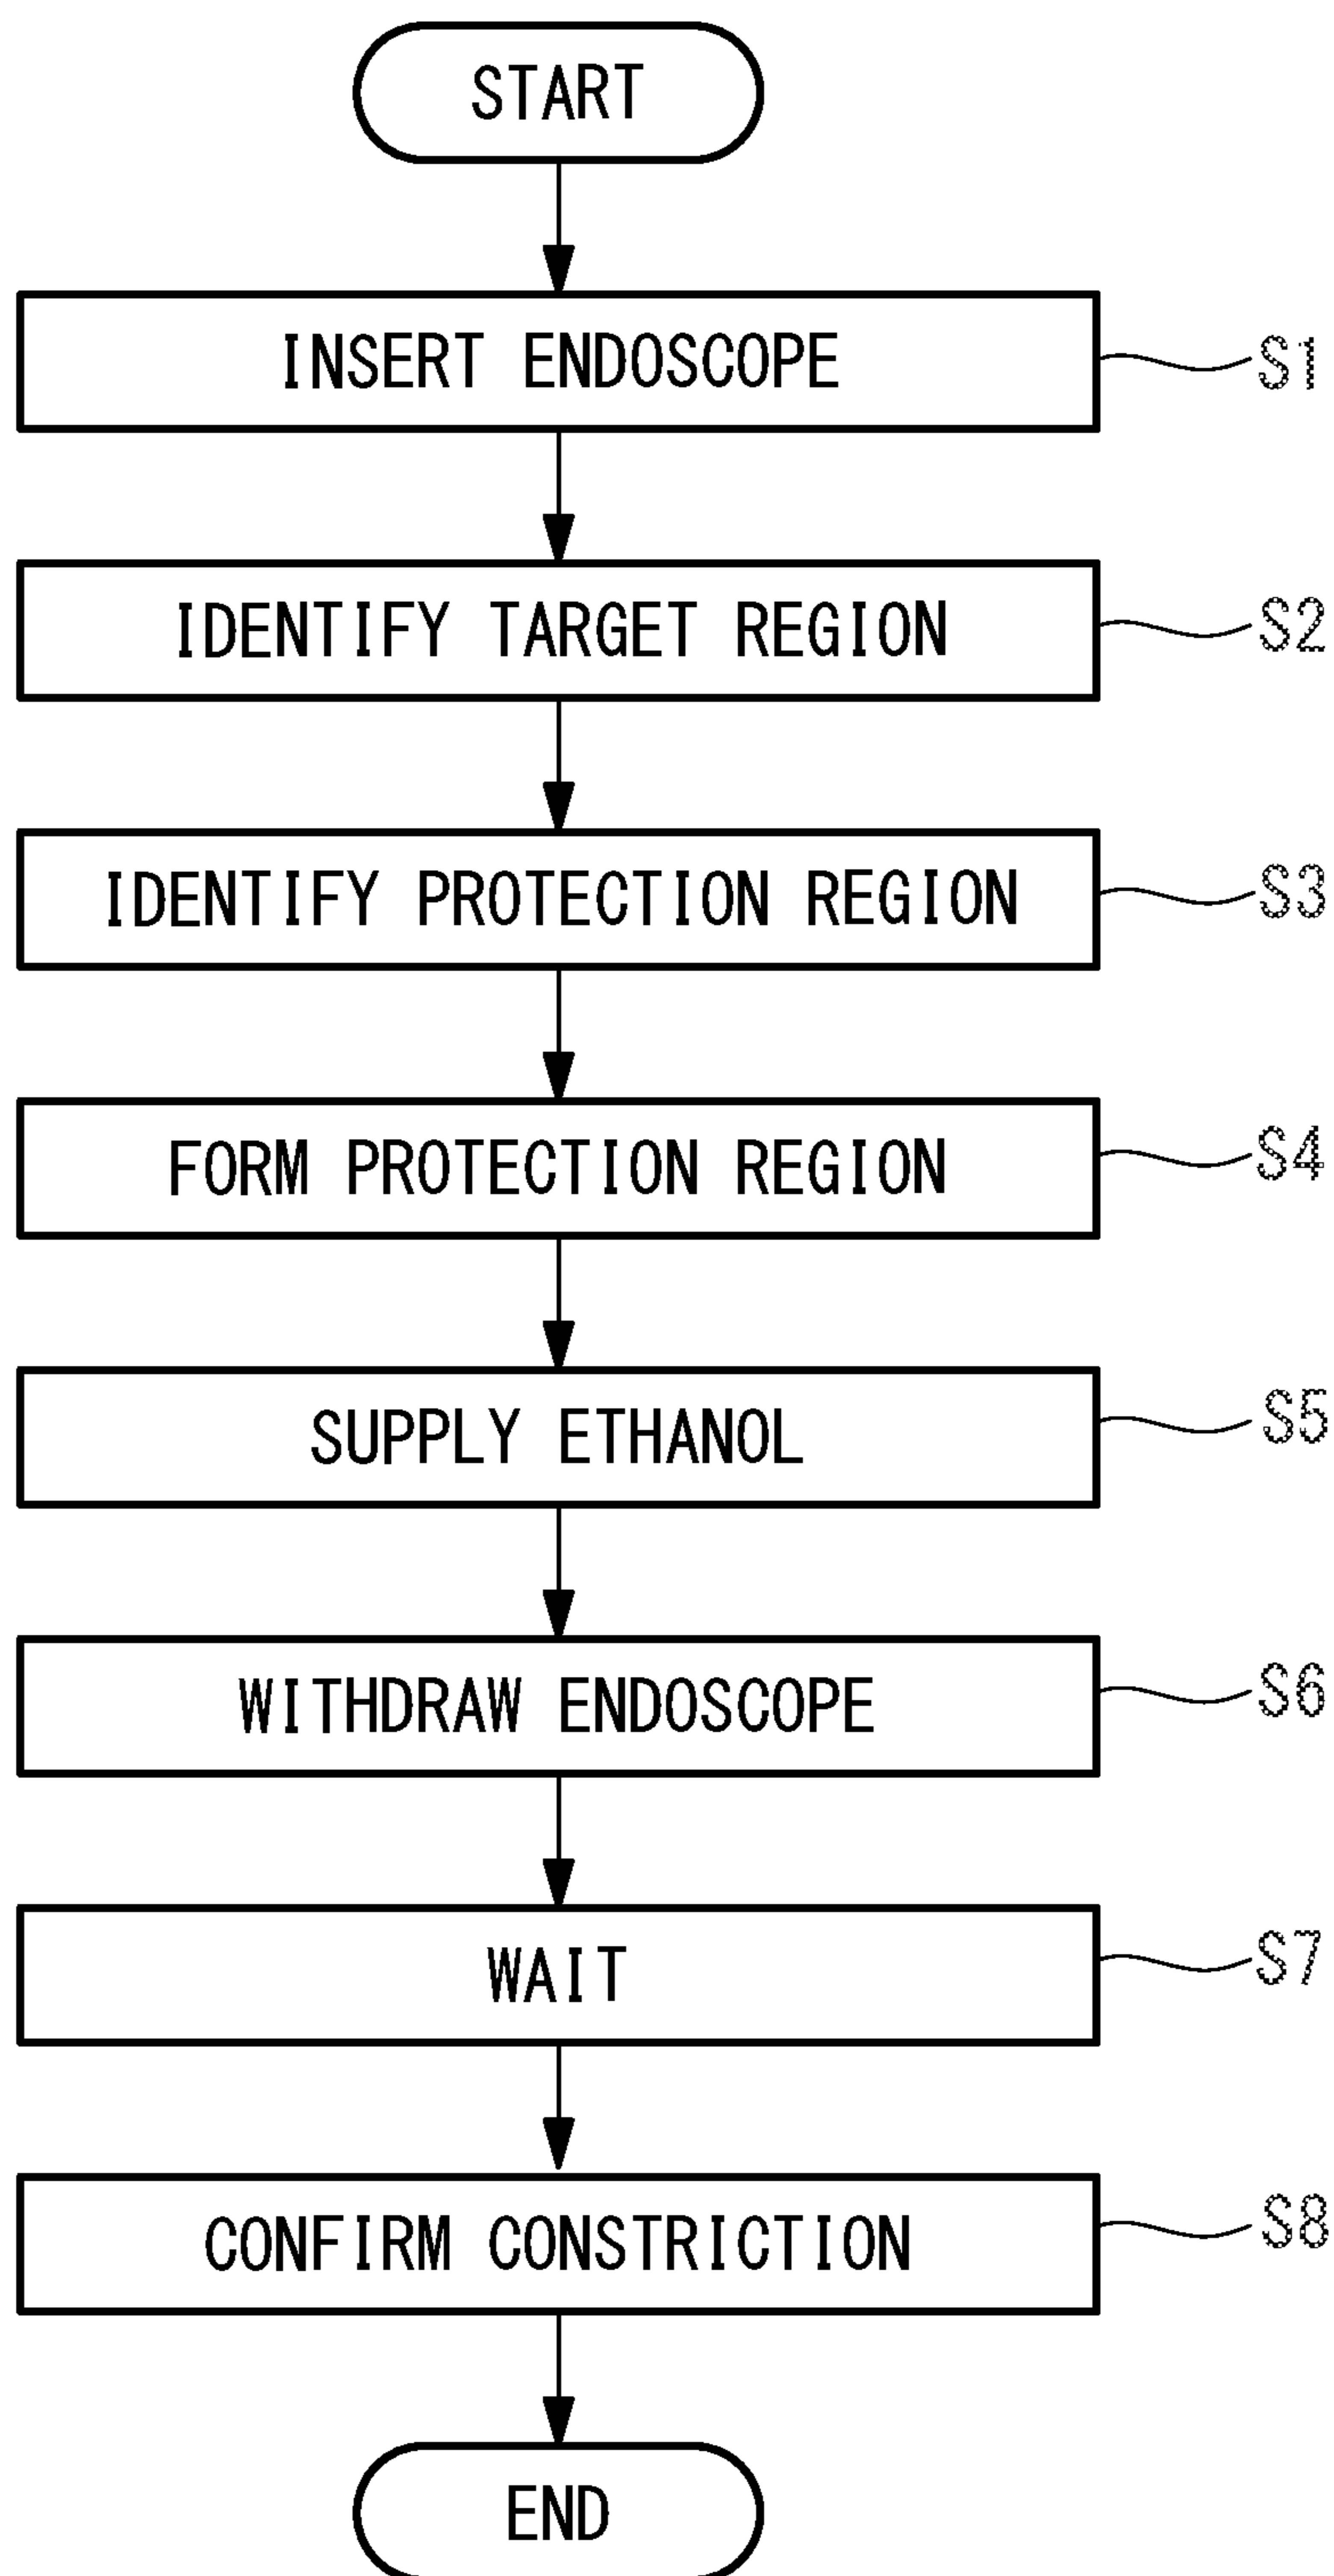 START
INSERT ENDOSCOPE S1
IDENTIFY TARGET REGION S2
IDENTIFY PROTECTION REGION S3
FORM PROTECTION REGION S4
SUPPLY ETHANOL S5
WITHDRAW ENDOSCOPE S6
WAIT S7
CONFIRM CONSTRICTION S8
END